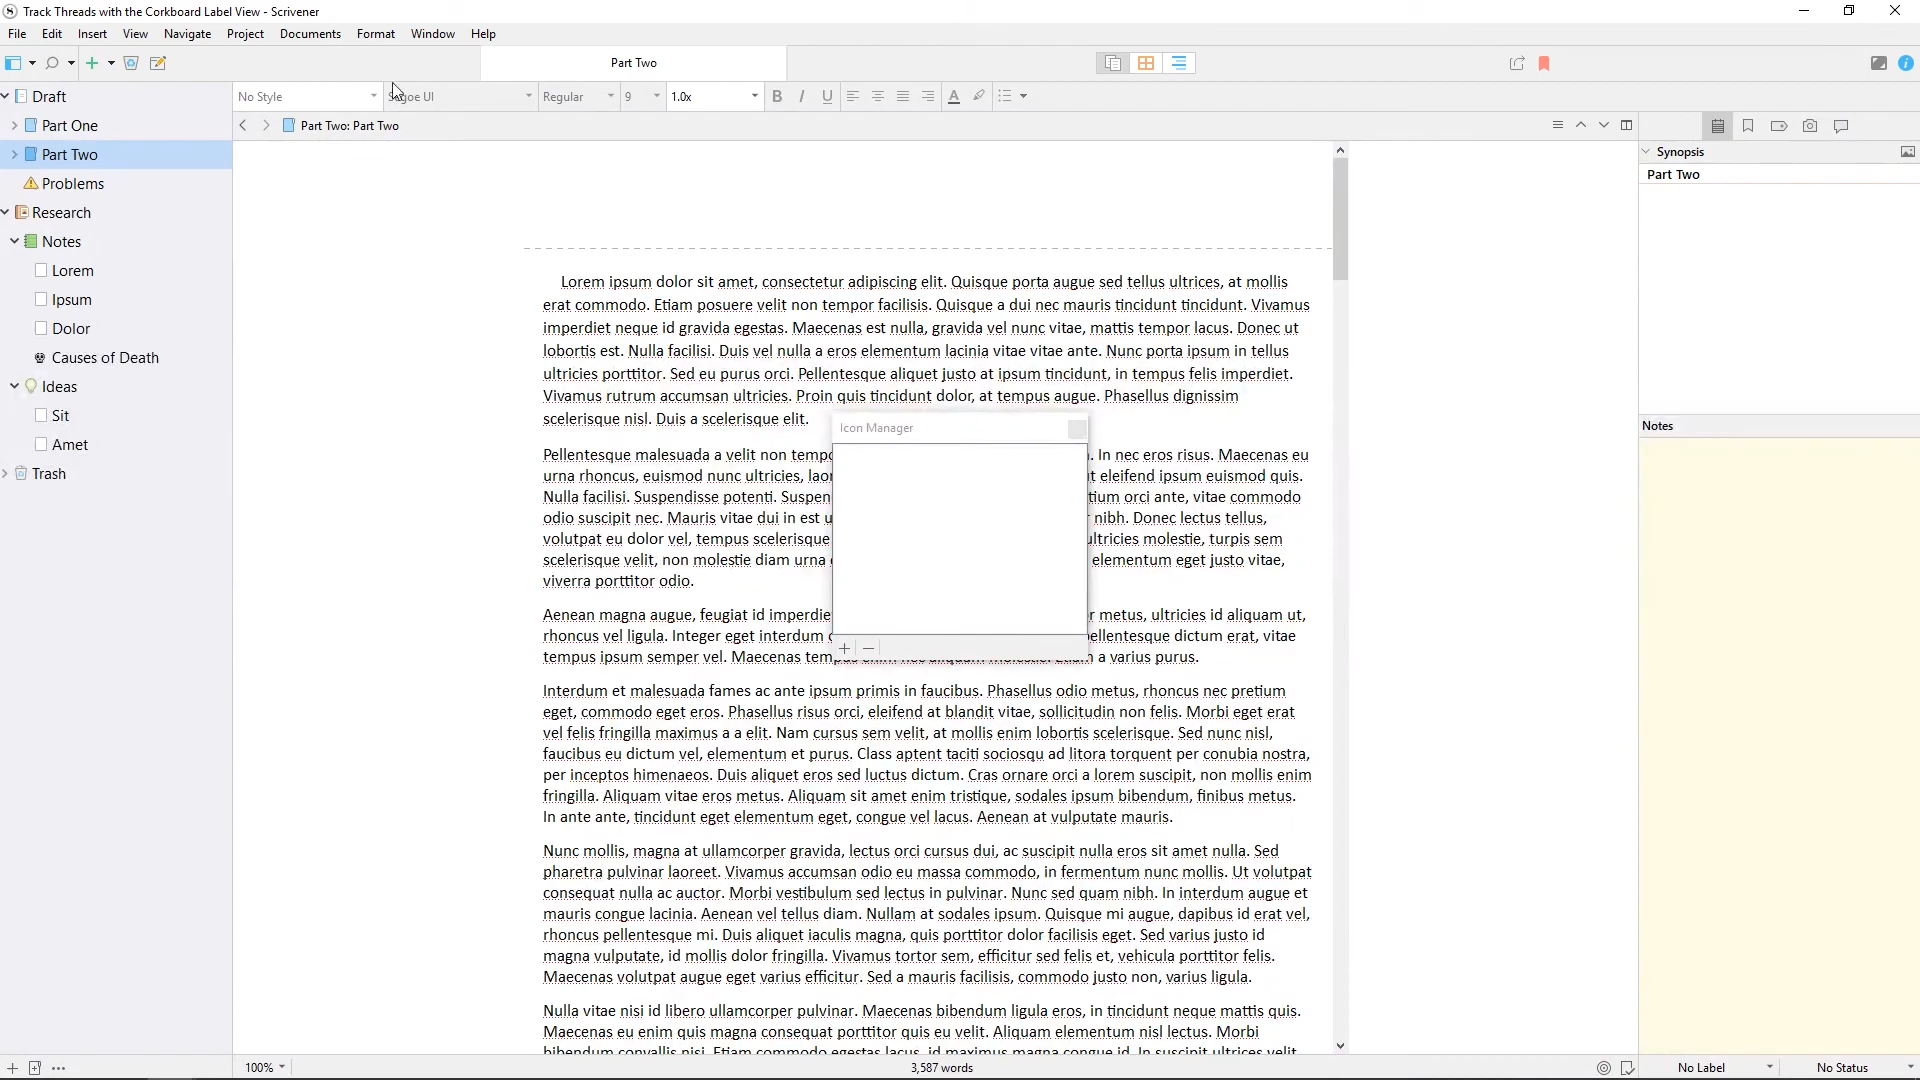 Track Threads with the Corkboard Label View - Scrivener
File Edit Insert View Navigate Project Documents Format Window Help
Part Two
No Style
Segoe UI
Regular
9
1.0x
B I U
Part Two: Part Two
Draft
Part One
Part Two
Problems
Research
Notes
Lorem
Ipsum
Dolor
Causes of Death
Ideas
Sit
Amet
Trash
Lorem ipsum dolor sit amet, consectetur adipiscing elit. Quisque porta augue sed tellus ultrices, at mollis
erat commodo. Etiam posuere velit non tempor facilisis. Quisque a dui nec mauris tincidunt tincidunt. Vivamus
imperdiet neque id gravida egestas. Maecenas est nulla, gravida vel nunc vitae, mattis tempor lacus. Donec ut
lobortis est. Nulla facilisi. Duis vel nulla a eros elementum lacinia vitae vitae ante. Nunc porta ipsum in tellus
ultricies porttitor. Sed eu purus orci. Pellentesque aliquet justo at ipsum tincidunt, in tempus felis imperdiet.
Vivamus rutrum accumsan ultricies. Proin quis tincidunt dolor, at tempus augue. Phasellus dignissim
scelerisque nisl. Duis a scelerisque elit.
Pellentesque malesuada a velit non temp . In nec eros risus. Maecenas eu
urna rhoncus, euismod nunc ultricies, lao t eleifend ipsum euismod quis.
Nulla facilisi. Suspendisse potenti. Suspen tium orci ante, vitae commodo
odio suscipit nec. Mauris vitae dui in est u nibh. Donec lectus tellus,
volutpat eu dolor vel, tempus scelerisque ultricies molestie, turpis sem
scelerisque velit, non molestie diam urna elementum eget justo vitae,
viverra porttitor odio.
Aenean magna augue, feugiat id imperdie r metus, ultricies id aliquam ut,
rhoncus vel ligula. Integer eget interdum ellentesque dictum erat, vitae
tempus ipsum semper vel. Maecenas a varius purus.
Interdum et malesuada fames ac ante ipsum primis in faucibus. Phasellus odio metus, rhoncus nec pretium
eget, commodo eget eros. Phasellus risus orci, eleifend at blandit vitae, sollicitudin non felis. Morbi eget erat
vel felis fringilla maximus a a elit. Nam cursus sem velit, at mollis enim lobortis scelerisque. Sed nunc nisl,
faucibus eu dictum vel, elementum et purus. Class aptent taciti sociosqu ad litora torquent per conubia nostra,
per inceptos himenaeos. Duis aliquet eros sed luctus dictum. Cras ornare orci a lorem suscipit, non mollis enim
fringilla. Aliquam vitae eros metus. Aliquam sit amet enim tristique, sodales ipsum bibendum, finibus metus.
In ante ante, tincidunt eget elementum eget, congue vel lacus. Aenean at vulputate mauris.
Nunc mollis, magna at ullamcorper gravida, lectus orci cursus dui, ac suscipit nulla eros sit amet nulla. Sed
pharetra pulvinar laoreet. Vivamus accumsan odio eu massa commodo, in fermentum nunc mollis. Ut volutpat
consequat nulla ac auctor. Morbi vestibulum sed lectus in pulvinar. Nunc sed quam nibh. In interdum augue et
mauris congue lacinia. Aenean vel tellus diam. Nullam at sodales ipsum. Quisque mi augue, dapibus id erat vel,
rhoncus pellentesque mi. Duis aliquet iaculis magna, quis porttitor dolor facilisis eget. Sed varius justo id
magna vulputate, id mollis dolor fringilla. Vivamus tortor sem, efficitur sed felis et, vehicula porttitor felis.
Maecenas volutpat augue eget varius efficitur. Sed a mauris facilisis, commodo justo non, varius ligula.
Nulla vitae nisi id libero ullamcorper pulvinar. Maecenas bibendum ligula eros, in tincidunt neque mattis quis.
Maecenas eu enim quis magna consequat porttitor quis eu velit. Aliquam elementum nisl lectus. Morbi
bibendum convallis nisi. Etiam commodo egestas lacus, id maximus magna congue id. In suscipit ultrices velit
Icon Manager
Synopsis
Part Two
Notes
100%
3,587 words
No Label
No Status